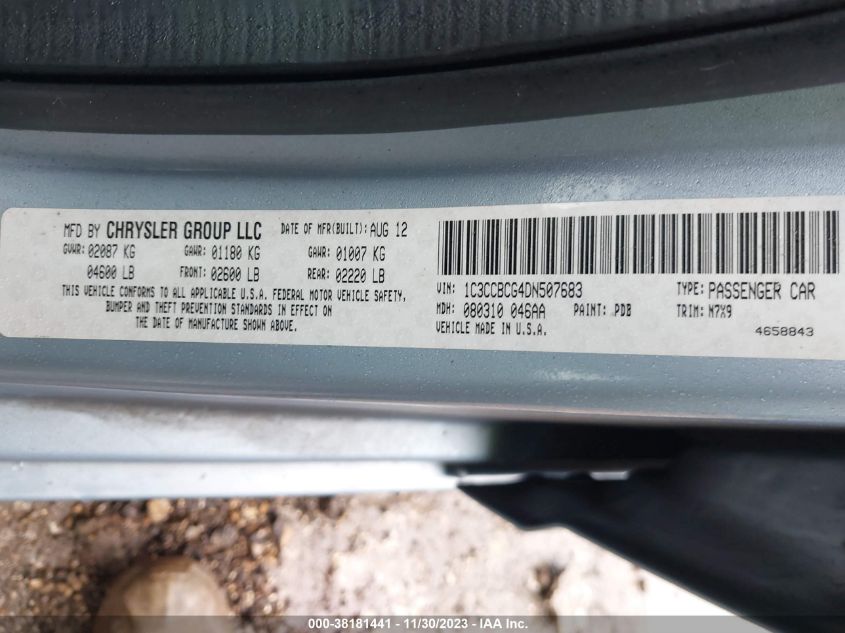 MFD BY CHRYSLER GROUP LLC DATE OF MFR(BUILT): AUG 12
GVWR: 02087 KG GAWR: 01180 KG GAWR: 01007 KG
04600 LB FRONT: 02600 LB REAR: 02220 LB
THIS VEHICLE CONFORMS TO ALL APPLICABLE U.S.A. FEDERAL MOTOR VEHICLE SAFETY,
BUMPER AND THEFT PREVENTION STANDARDS IN EFFECT ON
THE DATE OF MANUFACTURE SHOWN ABOVE.
VIN: 1C3CCBCG4DN507683 TYPE: PASSENGER CAR
MDH: 080310 046AA PAINT: PDB TRIM: N7X9
VEHICLE MADE IN U.S.A. 4658843
000-38181441 - 11/30/2023 - IAA Inc.